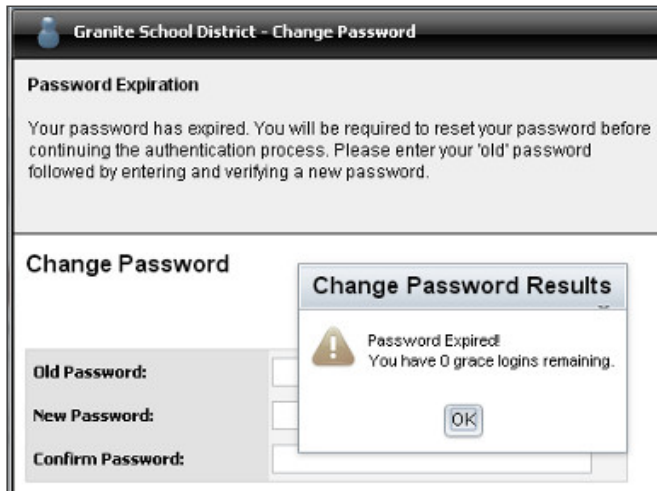 Granite School District - Change Password
Password Expiration
Your password has expired. You will be required to reset your password before
continuing the authentication process. Please enter your 'old' password
followed by entering and verifying a new password.
Change Password
Change Password Results
Password Expired!
You have 0 grace logins remaining.
OK
Old Password:
New Password:
Confirm Password: